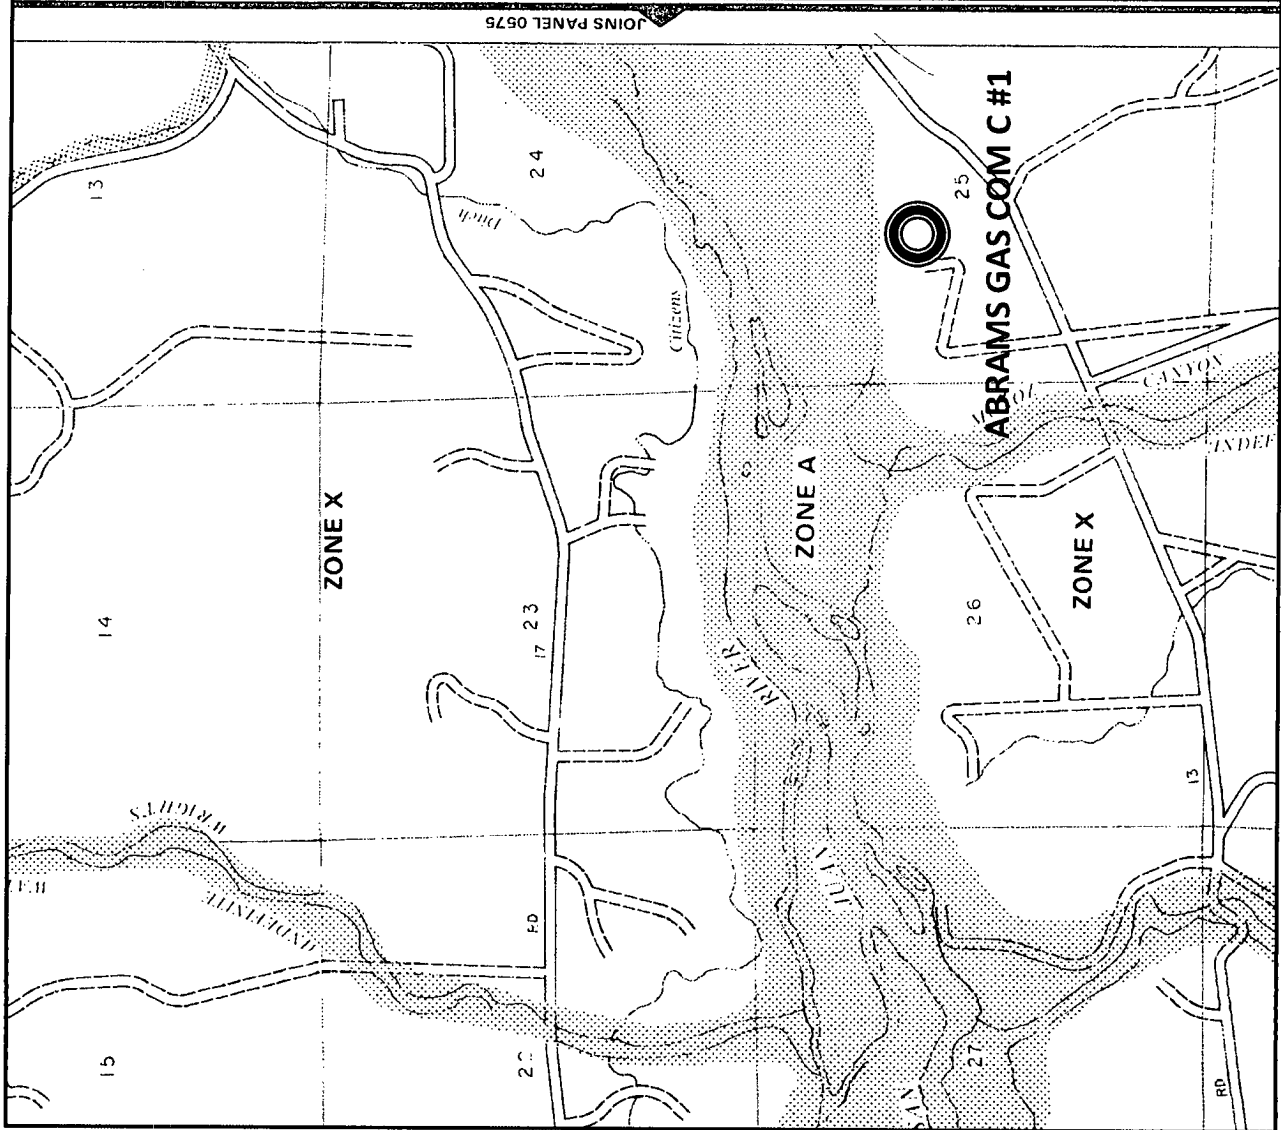 JOINS PANEL 0575
13
24
25
ABRAMS GAS COM C #1
Ditch
Citizens
CANYON
INDEF
ZONE X
ZONE A
ZONE X
14
23
17
26
RIVER
13
WRIGHTS
INDEFINITE
JUAN
RD
15
27
SAN
RD